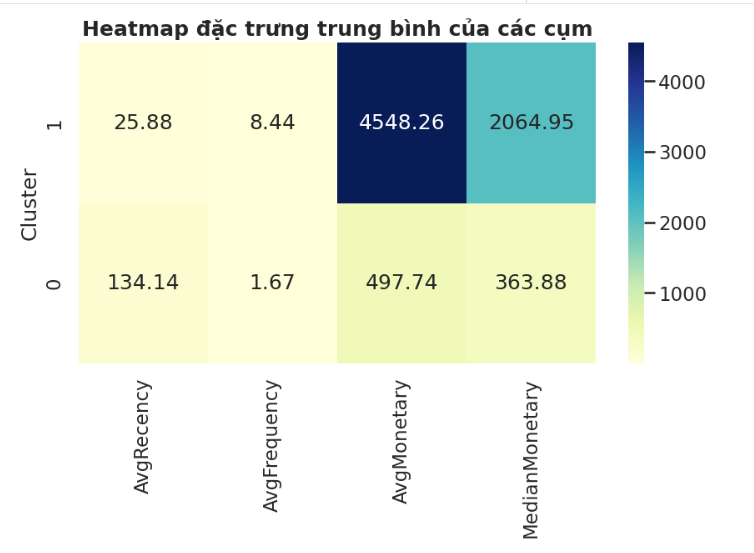 Heatmap đặc trưng trung bình của các cụm
Cluster
1
25.88 8.44 4548.26 2064.95
0
134.14 1.67 497.74 363.88
AvgRecency
AvgFrequency
AvgMonetary
MedianMonetary
4000
3000
2000
1000